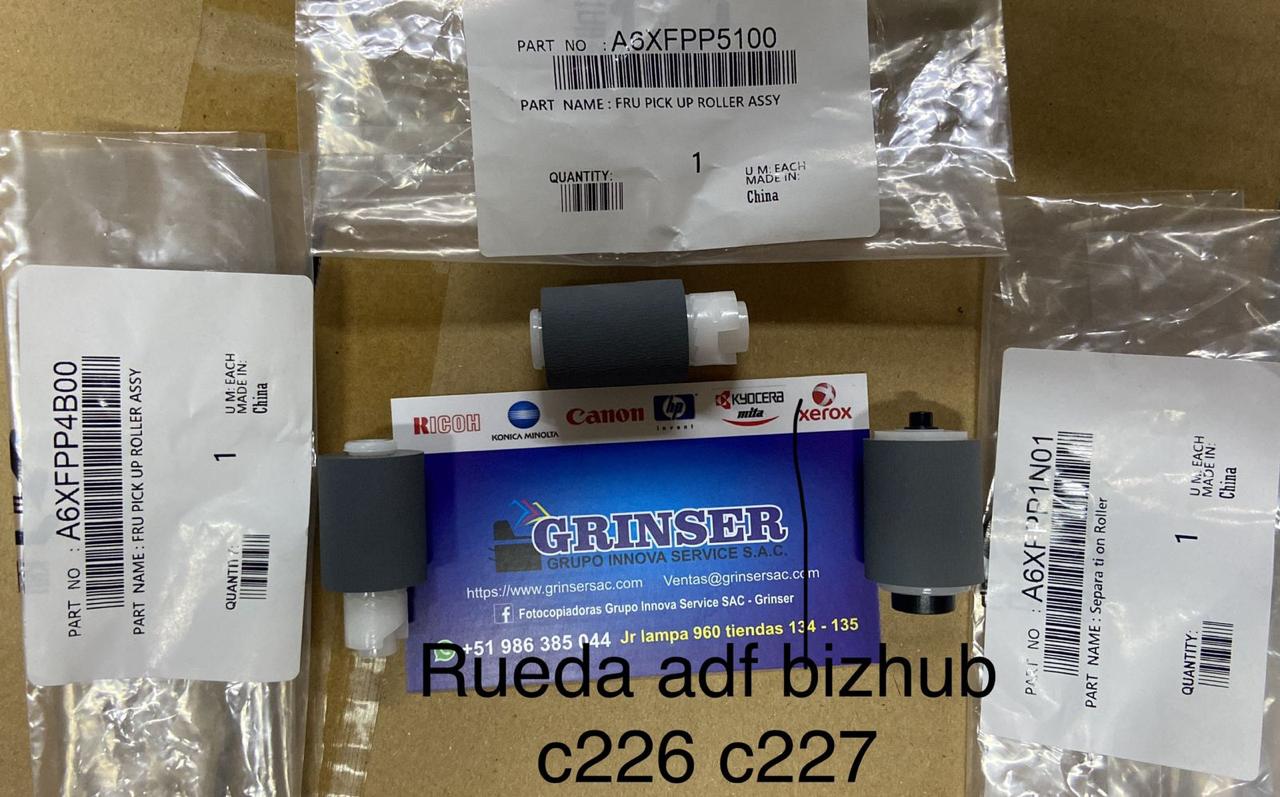 PART NO : A6XFPP5100
PART NAME : FRU PICK UP ROLLER ASSY
QUANTITY:
1
U M: EACH
MADE IN:
China
PART NO : A6XFPP4B00
PART NAME : FRU PICK UP ROLLER ASSY
QUANTITY:
1
U M: EACH
MADE IN:
China
RICOH
KONICA MINOLTA
Canon
hp
invent
KYOCERA
mita
xerox
GRINSER
GRUPO INNOVA SERVICE S.A.C.
https://www.grinsersac.com Ventas@grinsersac.com
Fotocopiadoras Grupo Innova Service SAC - Grinser
+51 986 385 044 Jr lampa 960 tiendas 134 - 135
PART NO : A6XFPP1N01
PART NAME : Separa ti on Roller
QUANTITY:
1
U M: EACH
MADE IN:
China
Rueda adf bizhub
c226 c227